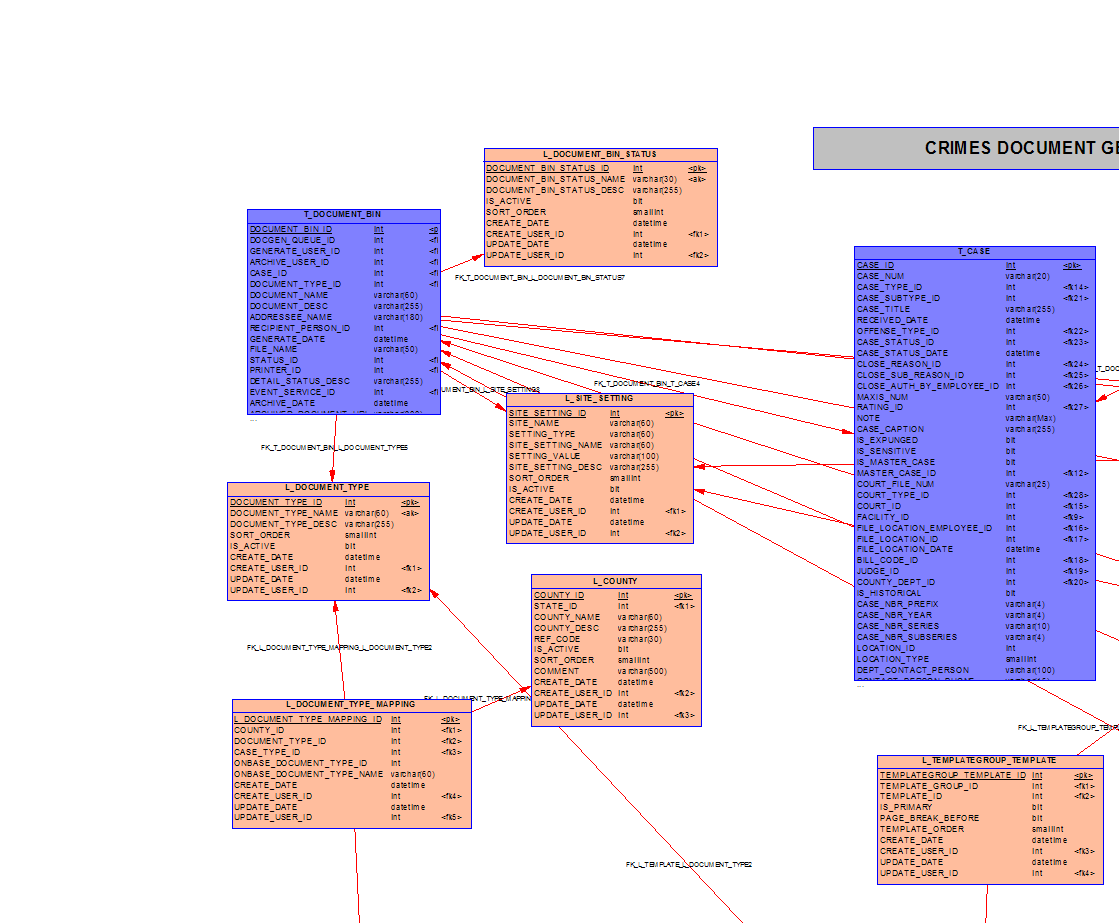 CRIMES DOCUMENT GE
L_DOCUMENT_BIN_STATUS
DOCUMENT_BIN_STATUS_ID int <pk>
DOCUMENT_BIN_STATUS_NAME varchar(30) <ak>
DOCUMENT_BIN_STATUS_DESC varchar(255)
IS_ACTIVE bit
SORT_ORDER smallint
CREATE_DATE datetime
CREATE_USER_ID int <fk1>
UPDATE_DATE datetime
UPDATE_USER_ID int <fk2>
T_DOCUMENT_BIN
DOCUMENT_BIN_ID int <p
DOCGEN_QUEUE_ID int <f
GENERATE_USER_ID int <f
ARCHIVE_USER_ID int <f
CASE_ID int <f
DOCUMENT_TYPE_ID int <f
DOCUMENT_NAME varchar(60)
DOCUMENT_DESC varchar(255)
ADDRESSEE_NAME varchar(180)
RECIPIENT_PERSON_ID int <f
GENERATE_DATE datetime
FILE_NAME varchar(50)
STATUS_ID int <f
PRINTER_ID int <f
DETAIL_STATUS_DESC varchar(255)
EVENT_SERVICE_ID int <f
ARCHIVE_DATE datetime
...
FK_T_DOCUMENT_BIN_L_DOCUMENT_BIN_STATUS7
T_CASE
CASE_ID int <pk>
CASE_NUM varchar(20)
CASE_TYPE_ID int <fk14>
CASE_SUBTYPE_ID int <fk21>
CASE_TITLE varchar(255)
RECEIVED_DATE datetime
OFFENSE_TYPE_ID int <fk22>
CASE_STATUS_ID int <fk23>
CASE_STATUS_DATE datetime
CLOSE_REASON_ID int <fk24>
CLOSE_SUB_REASON_ID int <fk25>
CLOSE_AUTH_BY_EMPLOYEE_ID int <fk26>
MAXIS_NUM varchar(50)
RATING_ID int <fk27>
NOTE varchar(Max)
CASE_CAPTION varchar(255)
IS_EXPUNGED bit
IS_SENSITIVE bit
IS_MASTER_CASE bit
MASTER_CASE_ID int <fk12>
COURT_FILE_NUM varchar(25)
COURT_TYPE_ID int <fk28>
COURT_ID int <fk15>
FACILITY_ID int <fk9>
FILE_LOCATION_EMPLOYEE_ID int <fk16>
FILE_LOCATION_ID int <fk17>
FILE_LOCATION_DATE datetime
BILL_CODE_ID int <fk18>
JUDGE_ID int <fk19>
COUNTY_DEPT_ID int <fk20>
IS_HISTORICAL bit
CASE_NBR_PREFIX varchar(4)
CASE_NBR_YEAR varchar(4)
CASE_NBR_SERIES varchar(10)
CASE_NBR_SUBSERIES varchar(4)
LOCATION_ID int
LOCATION_TYPE smallint
DEPT_CONTACT_PERSON varchar(100)
...
_T_DOC
UMENT_BIN_L_SITE_SETTING8
FK_T_DOCUMENT_BIN_T_CASE4
L_SITE_SETTING
SITE_SETTING_ID int <pk>
SITE_NAME varchar(60)
SETTING_TYPE varchar(60)
SITE_SETTING_NAME varchar(60)
SETTING_VALUE varchar(100)
SITE_SETTING_DESC varchar(255)
SORT_ORDER smallint
IS_ACTIVE bit
CREATE_DATE datetime
CREATE_USER_ID int <fk1>
UPDATE_DATE datetime
UPDATE_USER_ID int <fk2>
FK_T_DOCUMENT_BIN_L_DOCUMENT_TYPE5
L_DOCUMENT_TYPE
DOCUMENT_TYPE_ID int <pk>
DOCUMENT_TYPE_NAME varchar(60) <ak>
DOCUMENT_TYPE_DESC varchar(255)
SORT_ORDER smallint
IS_ACTIVE bit
CREATE_DATE datetime
CREATE_USER_ID int <fk1>
UPDATE_DATE datetime
UPDATE_USER_ID int <fk2>
L_COUNTY
COUNTY_ID int <pk>
STATE_ID int <fk1>
COUNTY_NAME varchar(60)
COUNTY_DESC varchar(255)
REF_CODE varchar(30)
IS_ACTIVE bit
SORT_ORDER smallint
COMMENT varchar(500)
CREATE_DATE datetime
CREATE_USER_ID int <fk2>
UPDATE_DATE datetime
UPDATE_USER_ID int <fk3>
FK_L_DOCUMENT_TYPE_MAPPING_L_DOCUMENT_TYPE2
FK_L_DOCUMENT_TYPE_MAPPIN
L_DOCUMENT_TYPE_MAPPING
L_DOCUMENT_TYPE_MAPPING_ID int <pk>
COUNTY_ID int <fk1>
DOCUMENT_TYPE_ID int <fk2>
CASE_TYPE_ID int <fk3>
ONBASE_DOCUMENT_TYPE_ID int
ONBASE_DOCUMENT_TYPE_NAME varchar(60)
CREATE_DATE datetime
CREATE_USER_ID int <fk4>
UPDATE_DATE datetime
UPDATE_USER_ID int <fk5>
FK_L_TEMPLATEGROUP_TEMP
L_TEMPLATEGROUP_TEMPLATE
TEMPLATEGROUP_TEMPLATE_ID int <pk>
TEMPLATE_GROUP_ID int <fk1>
TEMPLATE_ID int <fk2>
IS_PRIMARY bit
PAGE_BREAK_BEFORE bit
TEMPLATE_ORDER smallint
CREATE_DATE datetime
CREATE_USER_ID int <fk3>
UPDATE_DATE datetime
UPDATE_USER_ID int <fk4>
FK_L_TEMPLATE_L_DOCUMENT_TYPE2